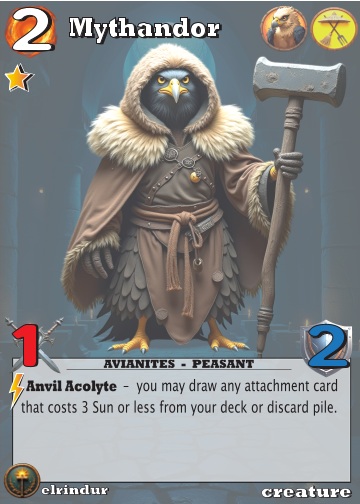 2 Mythandor
1
2
AVIANITES - PEASANT
Anvil Acolyte - you may draw any attachment card
that costs 3 Sun or less from your deck or discard pile.
elrindur
creature